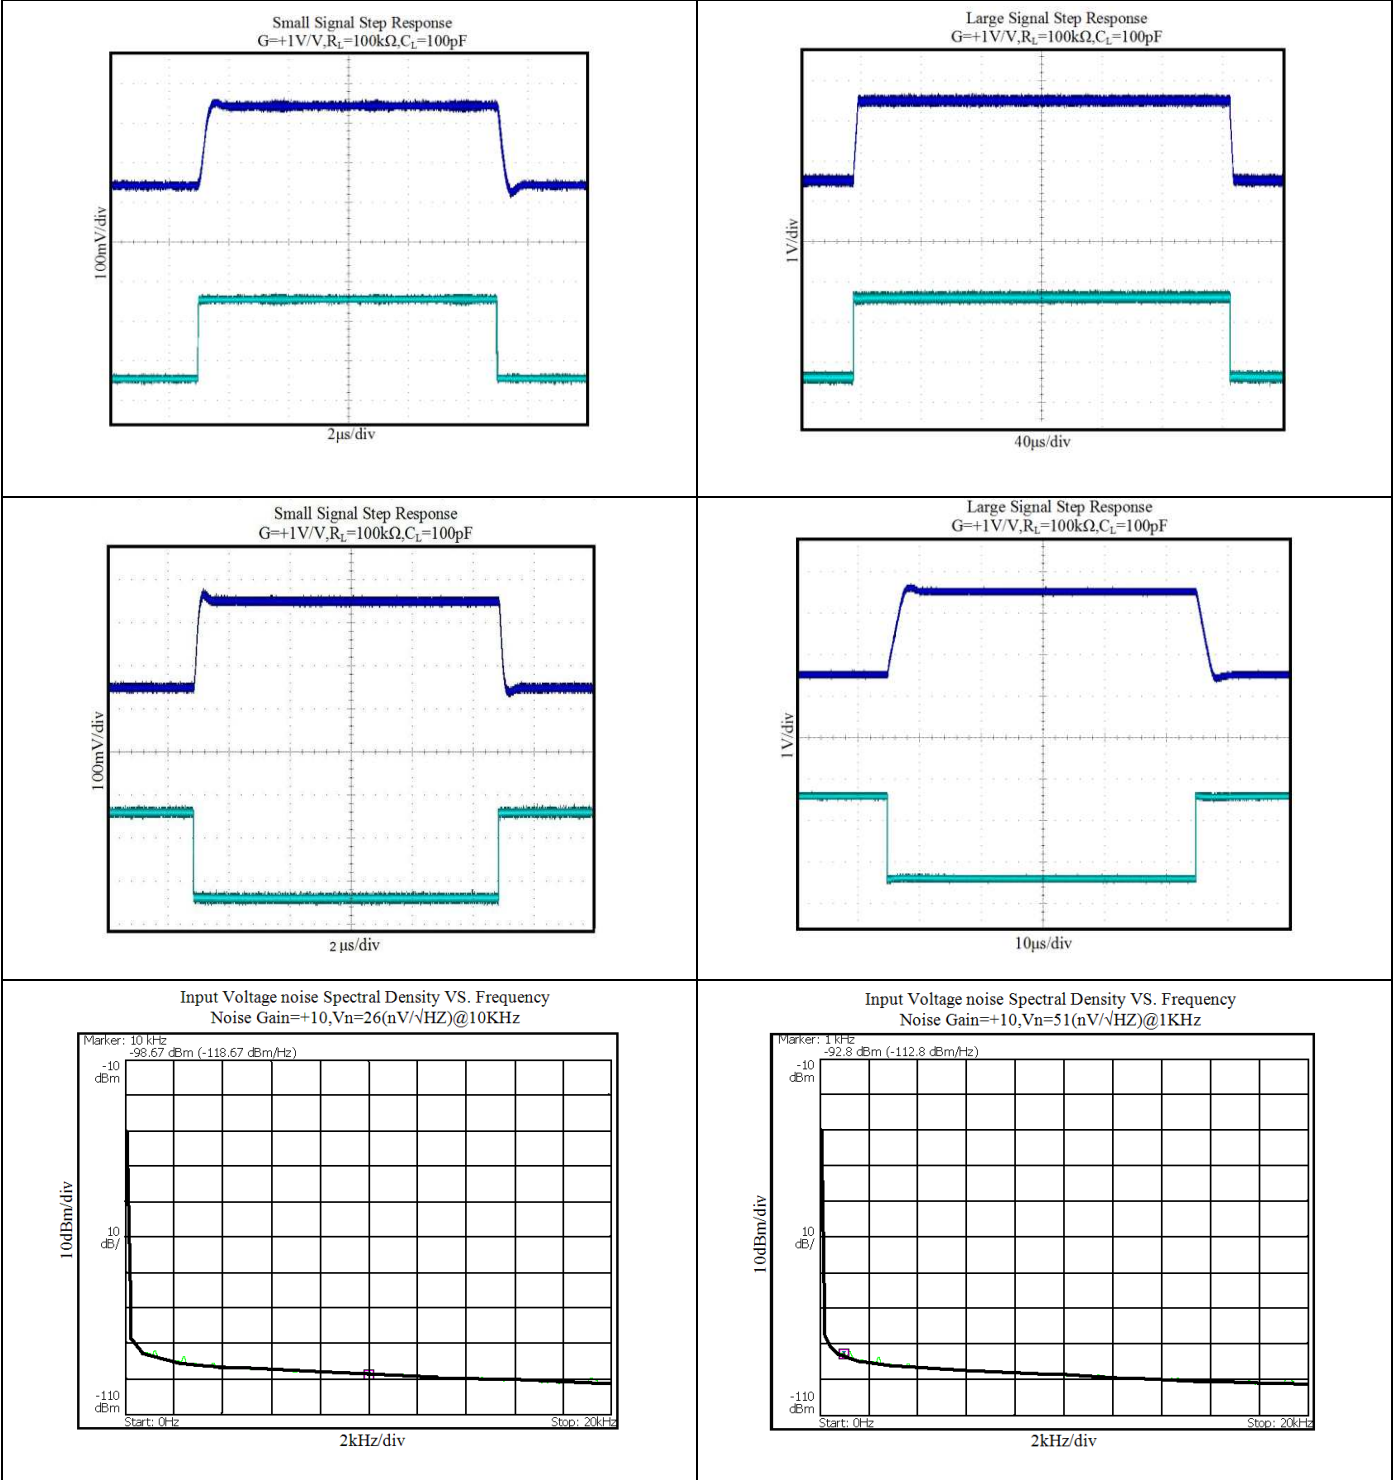 Small Signal Step Response
G=+1V/V,RL=100kΩ,CL=100pF
100mV/div
2μs/div
Large Signal Step Response
G=+1V/V,RL=100kΩ,CL=100pF
1V/div
40μs/div
Small Signal Step Response
G=+1V/V,RL=100kΩ,CL=100pF
100mV/div
2 μs/div
Large Signal Step Response
G=+1V/V,RL=100kΩ,CL=100pF
1V/div
10μs/div
Input Voltage noise Spectral Density VS. Frequency
Noise Gain=+10,Vn=26(nV/√HZ)@10KHz
Marker: 10 kHz
-98.67 dBm (-118.67 dBm/Hz)
-10
dBm
10dBm/div
10
dB/
-110
dBm
Start: 0Hz
Stop: 20kHz
2kHz/div
Input Voltage noise Spectral Density VS. Frequency
Noise Gain=+10,Vn=51(nV/√HZ)@1KHz
Marker: 1 kHz
-92.8 dBm (-112.8 dBm/Hz)
-10
dBm
10dBm/div
10
dB/
-110
dBm
Start: 0Hz
Stop: 20kHz
2kHz/div